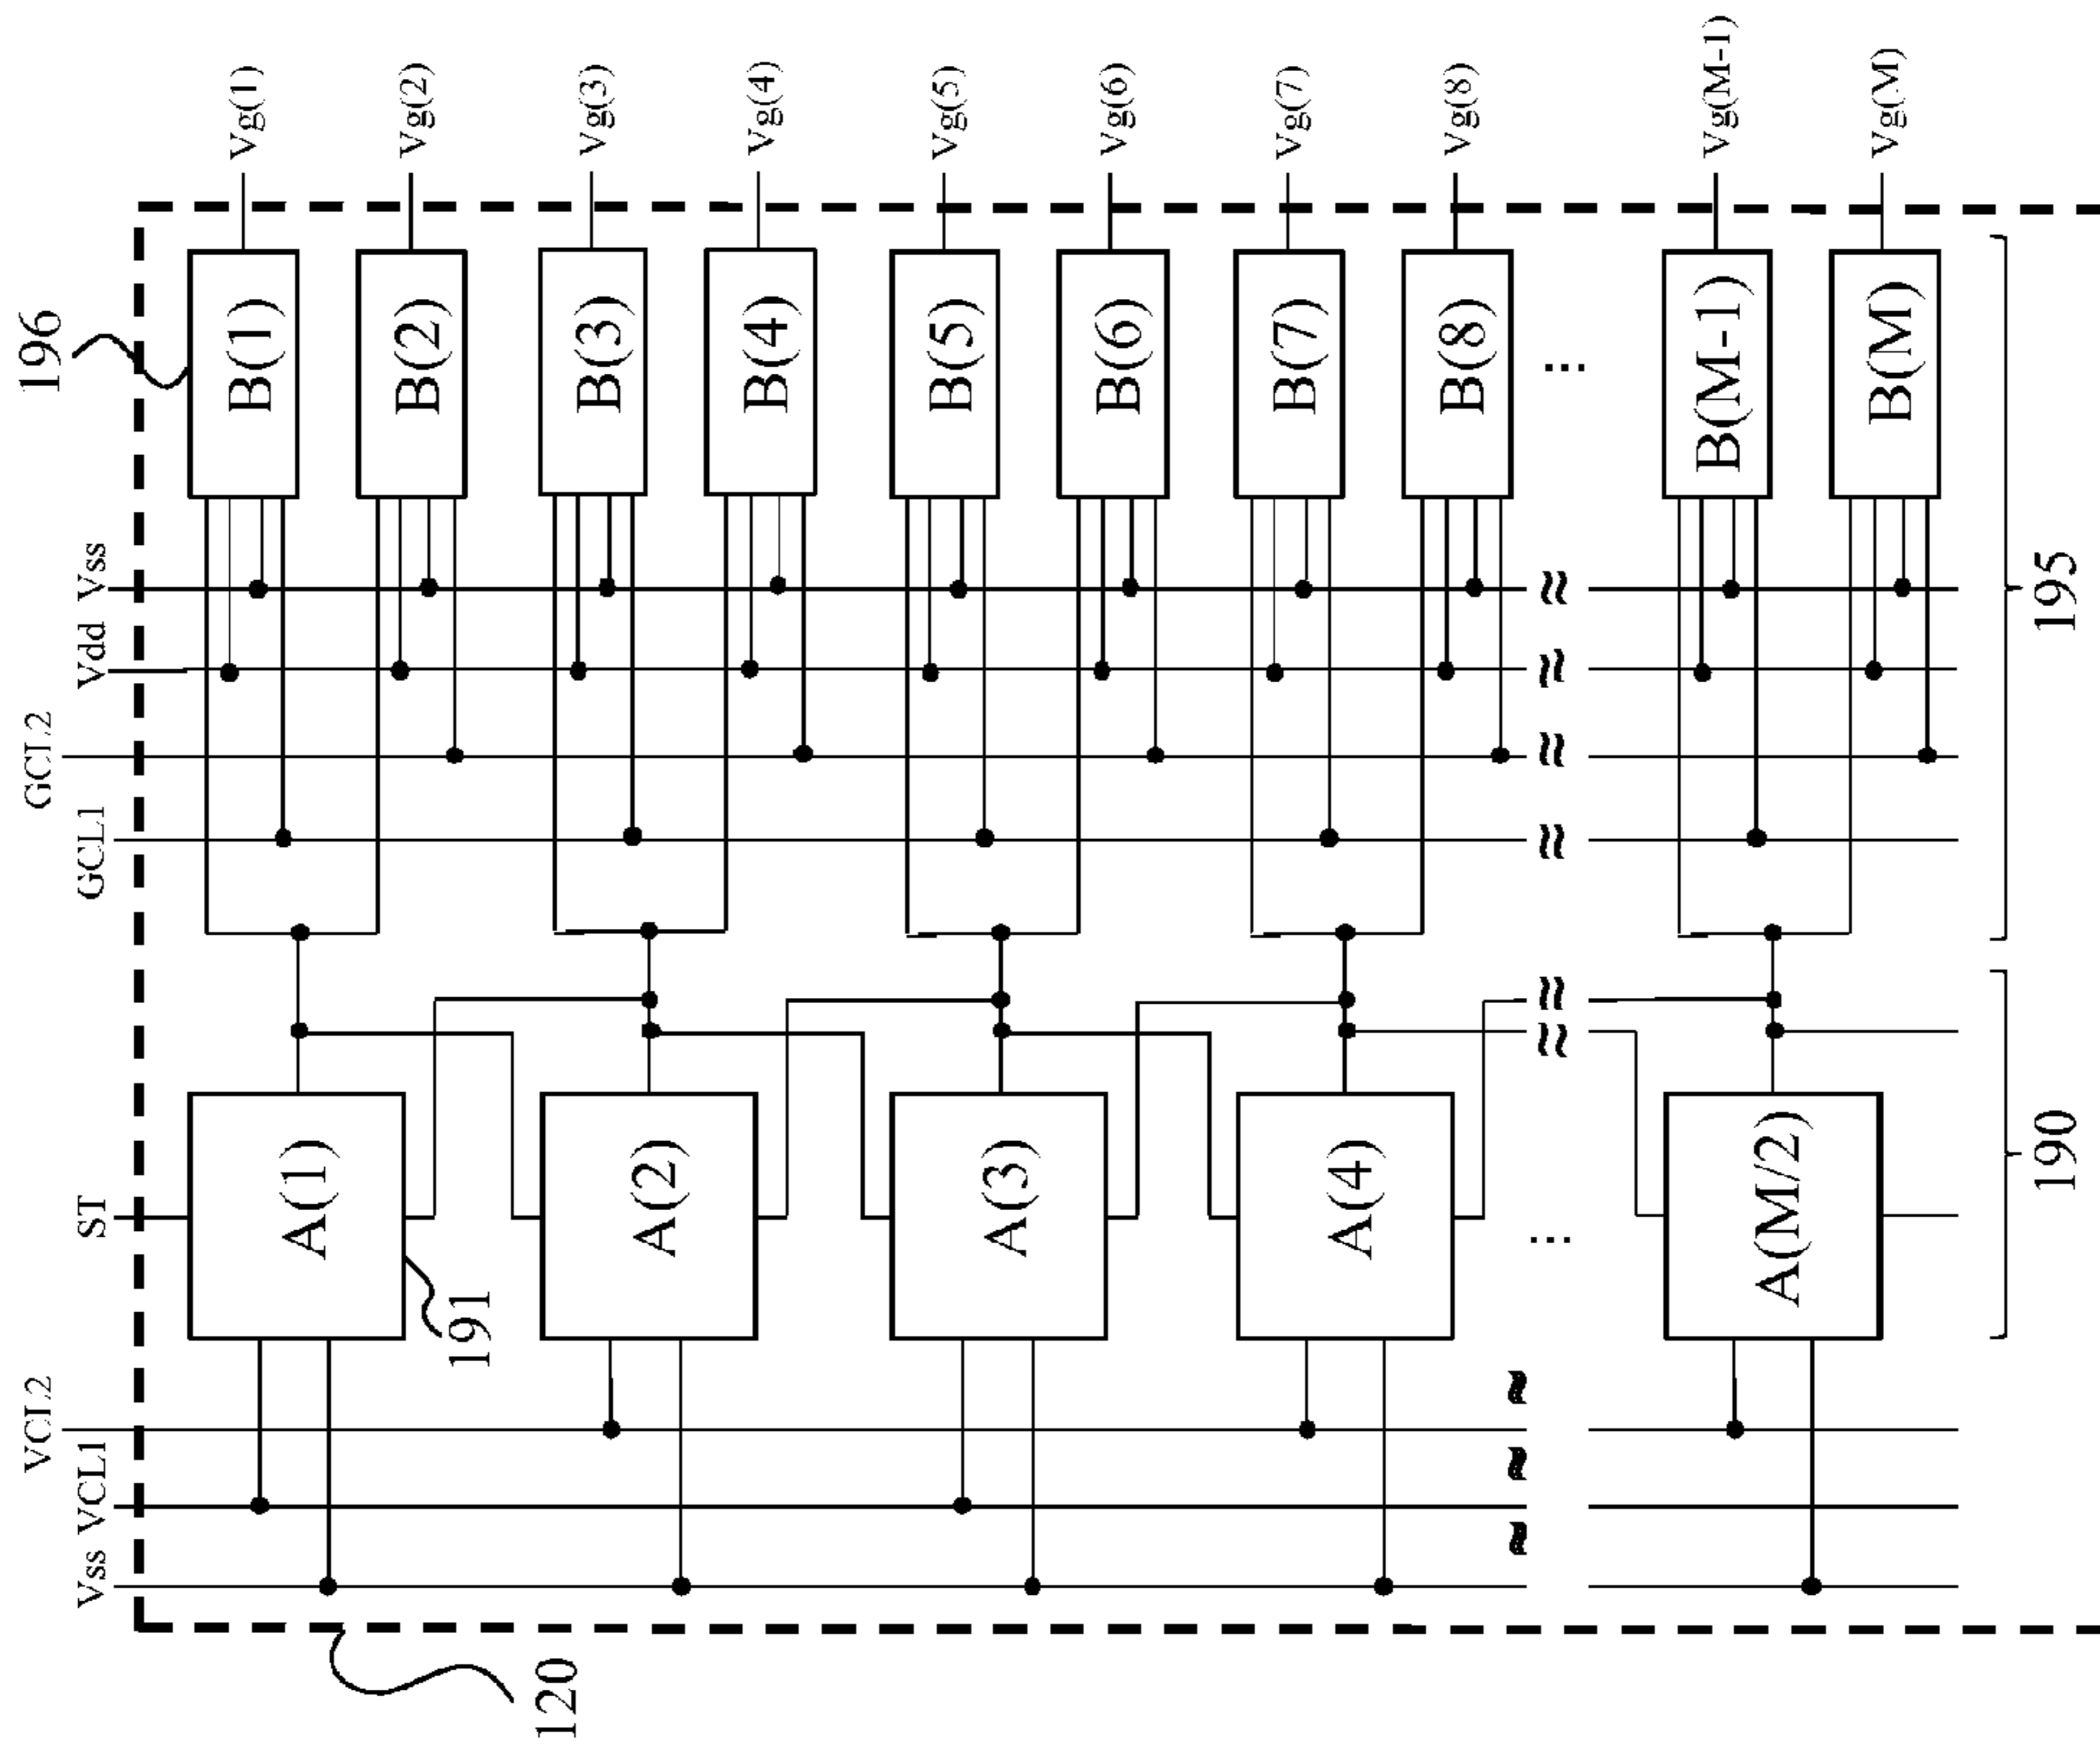 Vg(1)
Vg(2)
Vg(3)
Vg(4)
Vg(5)
Vg(6)
Vg(7)
Vg(8)
Vg(M-1)
Vg(M)
196
B(1)
B(2)
B(3)
B(4)
B(5)
B(6)
B(7)
B(8)
...
B(M-1)
B(M)
195
Vss
Vdd
GCL2
GCL1
ST
A(1)
A(2)
A(3)
A(4)
...
A(M/2)
190
191
VCL2
VCL1
Vss
120